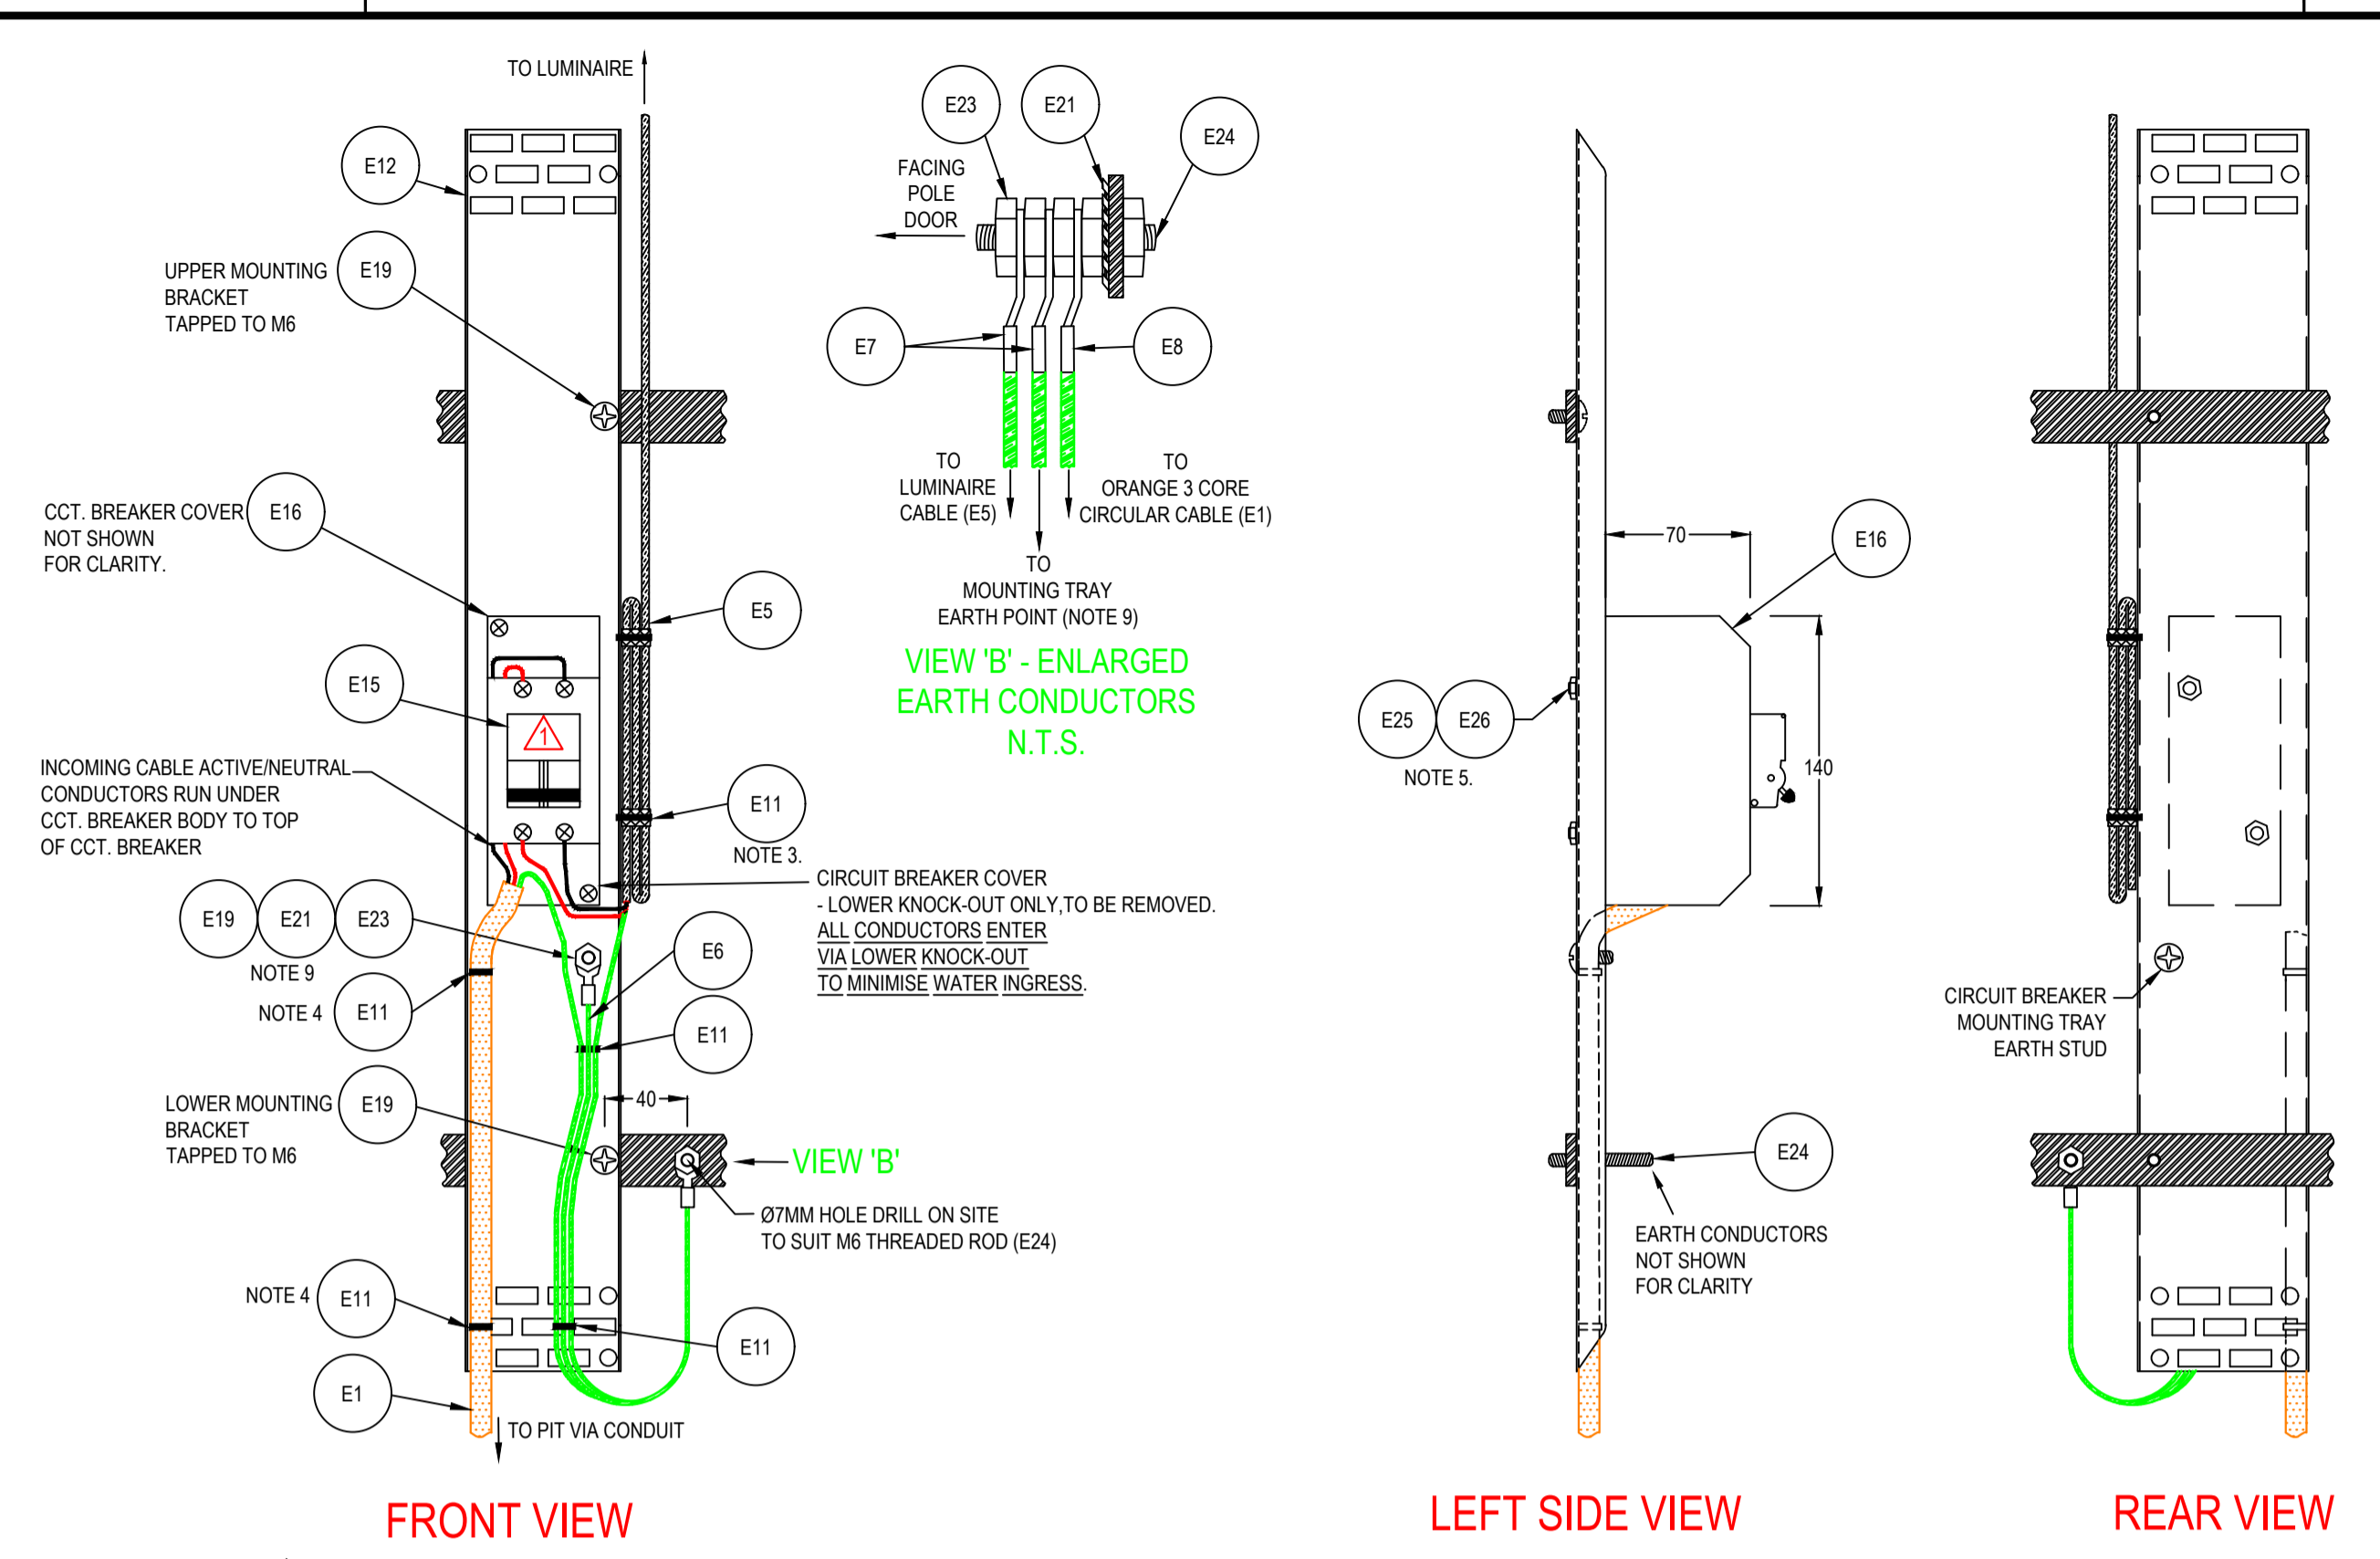 TO LUMINAIRE
E12
UPPER MOUNTING
BRACKET
TAPPED TO M6
E19
CCT. BREAKER COVER
NOT SHOWN
FOR CLARITY.
E16
E15
1
E5
E11
NOTE 3.
INCOMING CABLE ACTIVE/NEUTRAL
CONDUCTORS RUN UNDER
CCT. BREAKER BODY TO TOP
OF CCT. BREAKER
CIRCUIT BREAKER COVER
- LOWER KNOCK-OUT ONLY,TO BE REMOVED.
ALL CONDUCTORS ENTER
VIA LOWER KNOCK-OUT
TO MINIMISE WATER INGRESS.
E19
E21
E23
NOTE 9
NOTE 4
E11
E6
E11
LOWER MOUNTING
BRACKET
TAPPED TO M6
E19
40
VIEW 'B'
Ø7MM HOLE DRILL ON SITE
TO SUIT M6 THREADED ROD (E24)
NOTE 4
E11
E11
E1
TO PIT VIA CONDUIT
FRONT VIEW
E23
E21
E24
FACING
POLE
DOOR
E7
E8
TO
LUMINAIRE
CABLE (E5)
TO
ORANGE 3 CORE
CIRCULAR CABLE (E1)
TO
MOUNTING TRAY
EARTH POINT (NOTE 9)
VIEW 'B' - ENLARGED
EARTH CONDUCTORS
N.T.S.
70
E16
E25
E26
NOTE 5.
140
E24
EARTH CONDUCTORS
NOT SHOWN
FOR CLARITY
LEFT SIDE VIEW
CIRCUIT BREAKER
MOUNTING TRAY
EARTH STUD
REAR VIEW